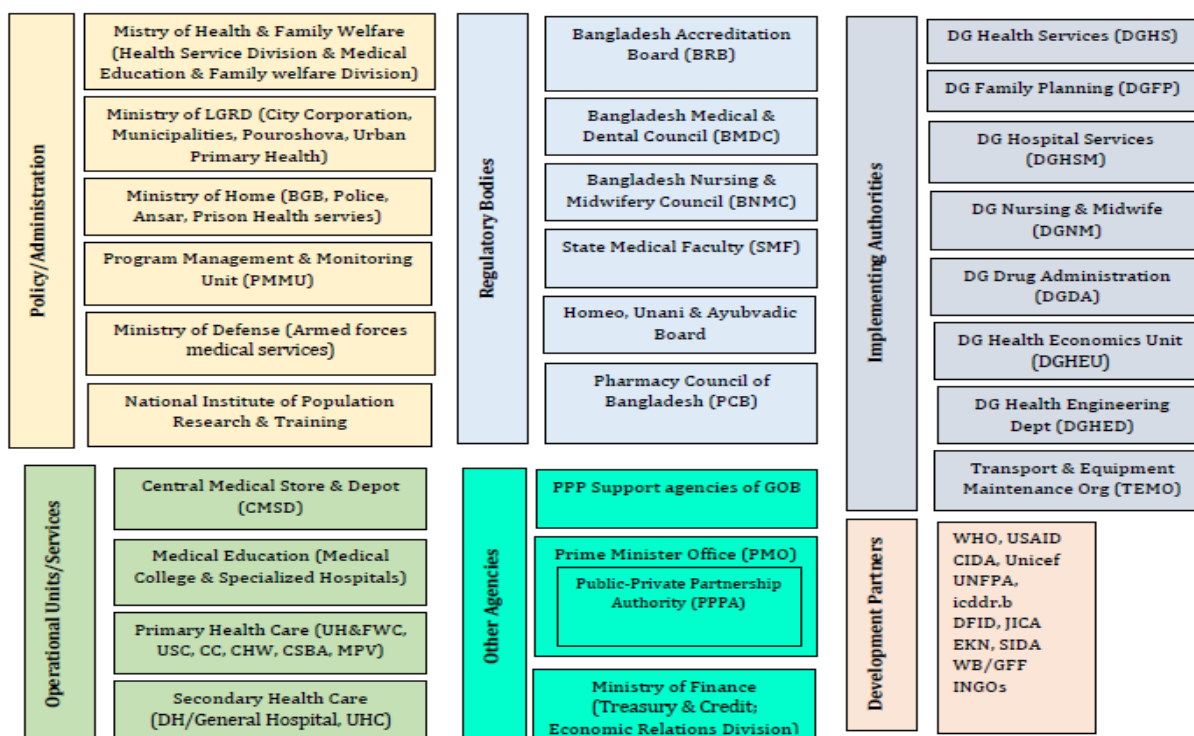 Policy/Administration
Mistry of Health & Family Welfare
(Health Service Division & Medical
Education & Family welfare Division)
Ministry of LGRD (City Corporation,
Municipalities, Pouroshova, Urban
Primary Health)
Ministry of Home (BGB, Police,
Ansar, Prison Health servies)
Program Management & Monitoring
Unit (PMMU)
Ministry of Defense (Armed forces
medical services)
National Institute of Population
Research & Training
Regulatory Bodies
Bangladesh Accreditation
Board (BRB)
Bangladesh Medical &
Dental Council (BMDC)
Bangladesh Nursing &
Midwifery Council (BNMC)
State Medical Faculty (SMF)
Homeo, Unani & Ayubvadic
Board
Pharmacy Council of
Bangladesh (PCB)
Implementing Authorities
DG Health Services (DGHS)
DG Family Planning (DGFP)
DG Hospital Services
(DGHSM)
DG Nursing & Midwife
(DGNM)
DG Drug Administration
(DGDA)
DG Health Economics Unit
(DGHEU)
DG Health Engineering
Dept (DGHED)
Transport & Equipment
Maintenance Org (TEMO)
Operational Units/Services
Central Medical Store & Depot
(CMSD)
Medical Education (Medical
College & Specialized Hospitals)
Primary Health Care (UH&FWC,
USC, CC, CHW, CSBA, MPV)
Secondary Health Care
(DH/General Hospital, UHC)
Other Agencies
PPP Support agencies of GOB
Prime Minister Office (PMO)
Public-Private Partnership
Authority (PPPA)
Ministry of Finance
(Treasury & Credit;
Economic Relations Division)
Development Partners
WHO, USAID
CIDA, Unicef
UNFPA,
icddr.b
DFID, JICA
EKN, SIDA
WB/GFF
INGOs